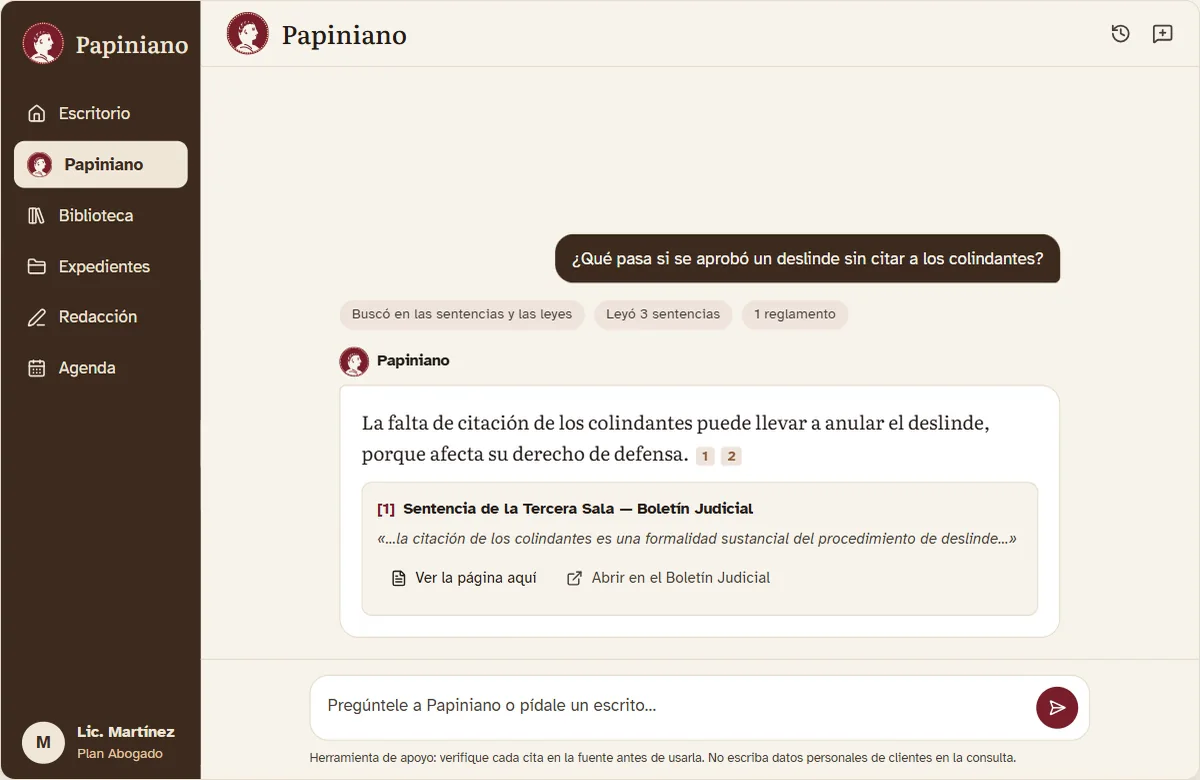 Papiniano
Escritorio
Papiniano
Biblioteca
Expedientes
Redacción
Agenda
M
Lic. Martínez
Plan Abogado
Papiniano
¿Qué pasa si se aprobó un deslinde sin citar a los colindantes?
Buscó en las sentencias y las leyes
Leyó 3 sentencias
1 reglamento
Papiniano
La falta de citación de los colindantes puede llevar a anular el deslinde,
porque afecta su derecho de defensa. 1 2
[1] Sentencia de la Tercera Sala — Boletín Judicial
«…la citación de los colindantes es una formalidad sustancial del procedimiento de deslinde…»
Ver la página aquí
Abrir en el Boletín Judicial
Pregúntele a Papiniano o pídale un escrito…
Herramienta de apoyo: verifique cada cita en la fuente antes de usarla. No escriba datos personales de clientes en la consulta.